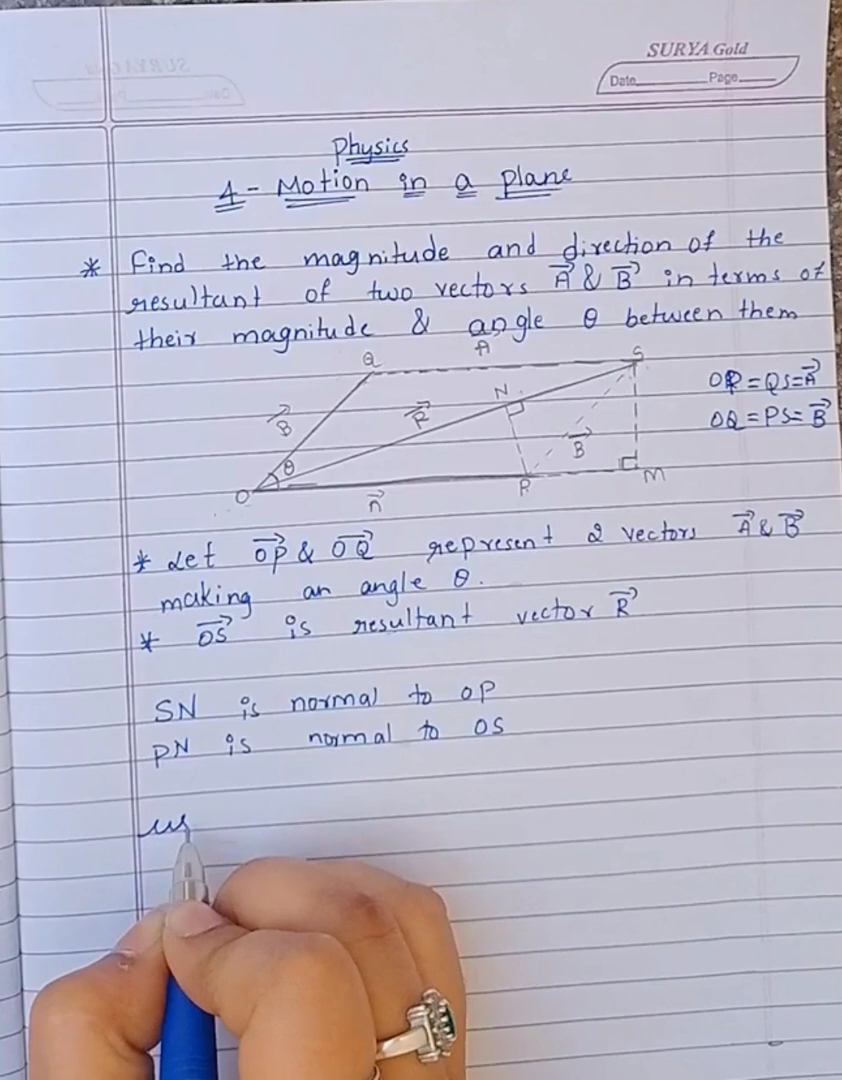 SURYA Gold
Date Page
Physics
4 - Motion in a plane
* Find the magnitude and direction of the
resultant of two vectors A⃗ & B⃗ in terms of
their magnitude & angle θ between them
Q A S
N
B⃗ R⃗ B⃗
θ
O P M
OP = QS = A⃗
OQ = PS = B⃗
* Let OP⃗ & OQ⃗ represent 2 vectors A⃗ & B⃗
making an angle θ.
* OS⃗ is resultant vector R⃗
SN is normal to OP
PN is normal to OS